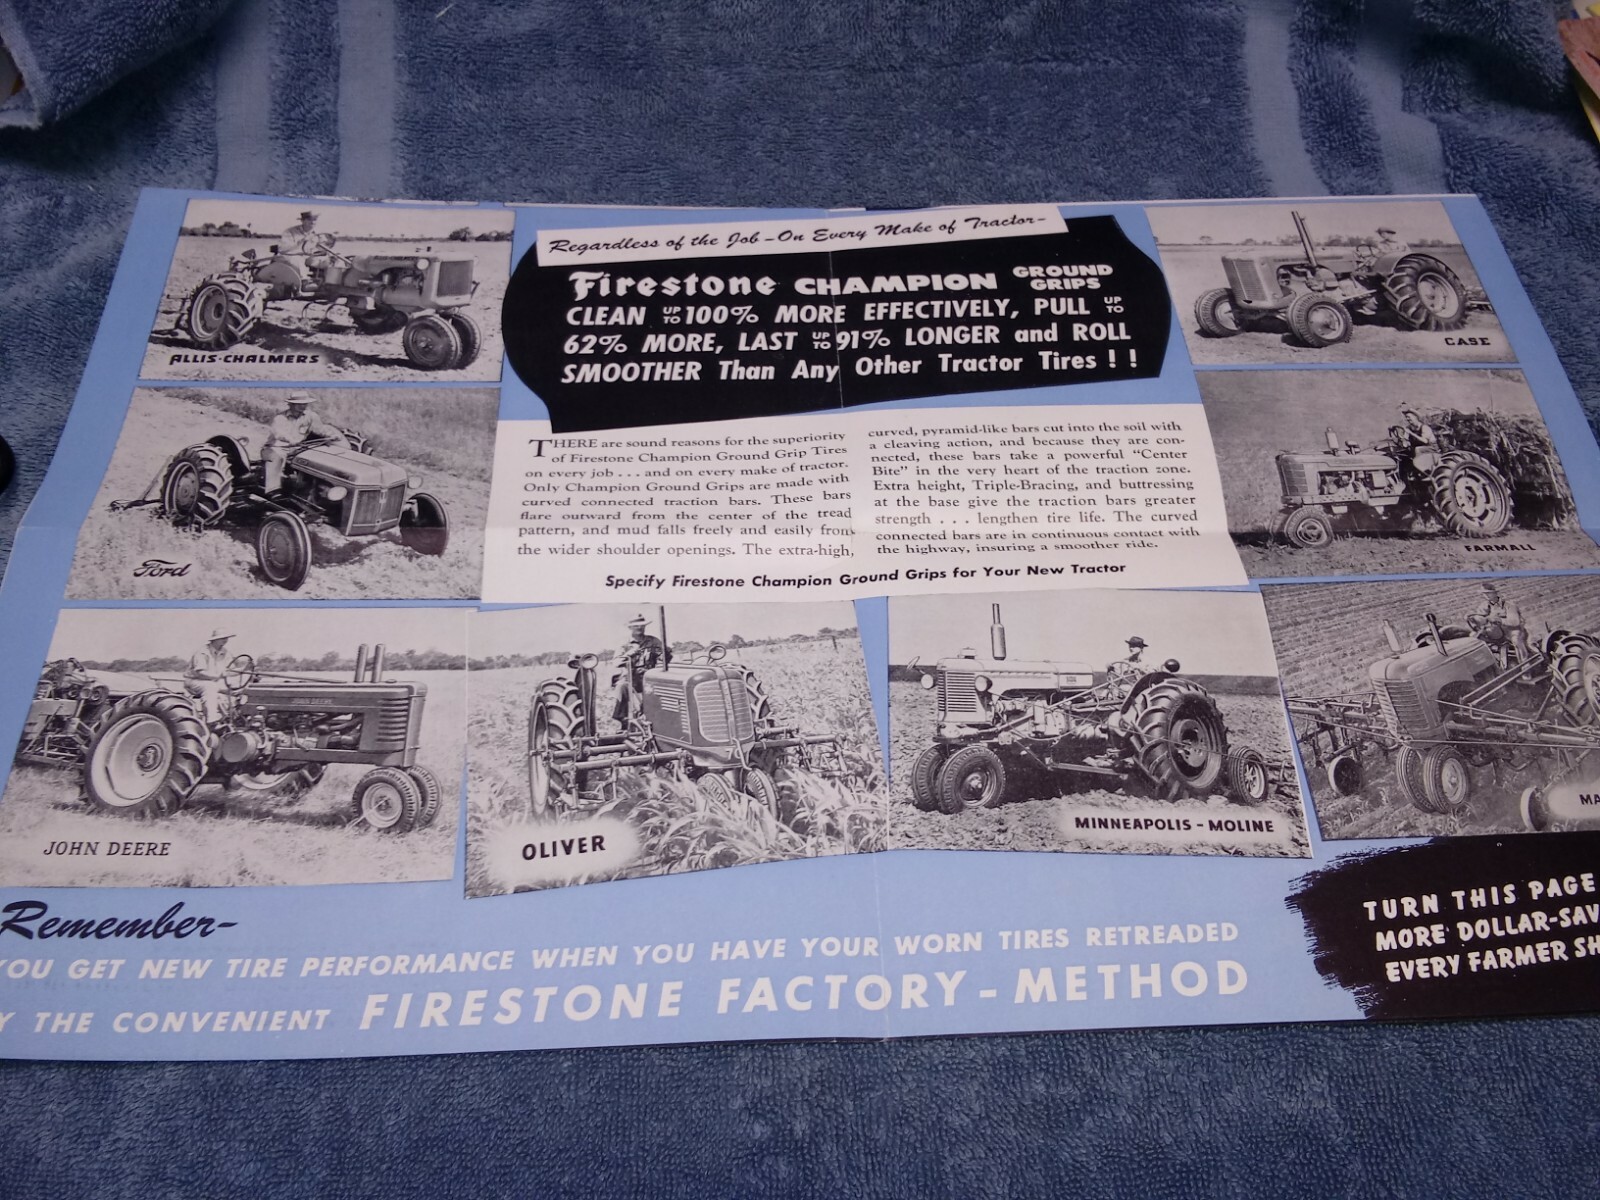 Regardless of the Job - On Every Make of Tractor -
Firestone CHAMPION GROUND GRIPS
CLEAN UP TO 100% MORE EFFECTIVELY, PULL UP TO
62% MORE, LAST UP TO 91% LONGER and ROLL
SMOOTHER Than Any Other Tractor Tires ! !
THERE are sound reasons for the superiority
of Firestone Champion Ground Grip Tires
on every job . . . and on every make of tractor.
Only Champion Ground Grips are made with
curved connected traction bars. These bars
flare outward from the center of the tread
pattern, and mud falls freely and easily from
the wider shoulder openings. The extra-high,
curved, pyramid-like bars cut into the soil with
a cleaving action, and because they are con-
nected, these bars take a powerful "Center
Bite" in the very heart of the traction zone.
Extra height, Triple-Bracing, and buttressing
at the base give the traction bars greater
strength . . . lengthen tire life. The curved
connected bars are in continuous contact with
the highway, insuring a smoother ride.
Specify Firestone Champion Ground Grips for Your New Tractor
ALLIS-CHALMERS
CASE
Ford
FARMALL
JOHN DEERE
JOHN DEERE
OLIVER
MINNEAPOLIS - MOLINE
MA
Remember-
YOU GET NEW TIRE PERFORMANCE WHEN YOU HAVE YOUR WORN TIRES RETREADED
Y THE CONVENIENT FIRESTONE FACTORY - METHOD
TURN THIS PAGE
MORE DOLLAR-SAV
EVERY FARMER SH